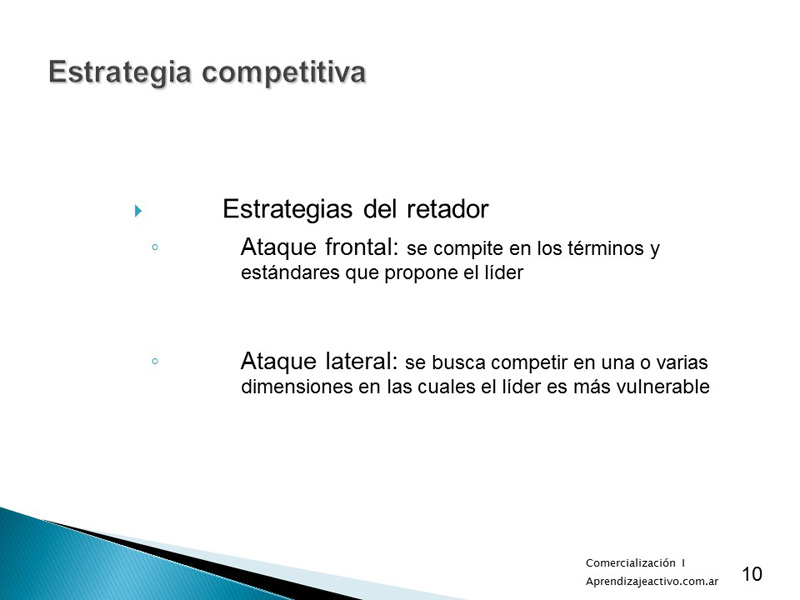 Estrategia competitiva
Estrategias del retador
Ataque frontal: se compite en los términos y
estándares que propone el líder
Ataque lateral: se busca competir en una o varias
dimensiones en las cuales el líder es más vulnerable
Comercialización I
Aprendizajeactivo.com.ar
10